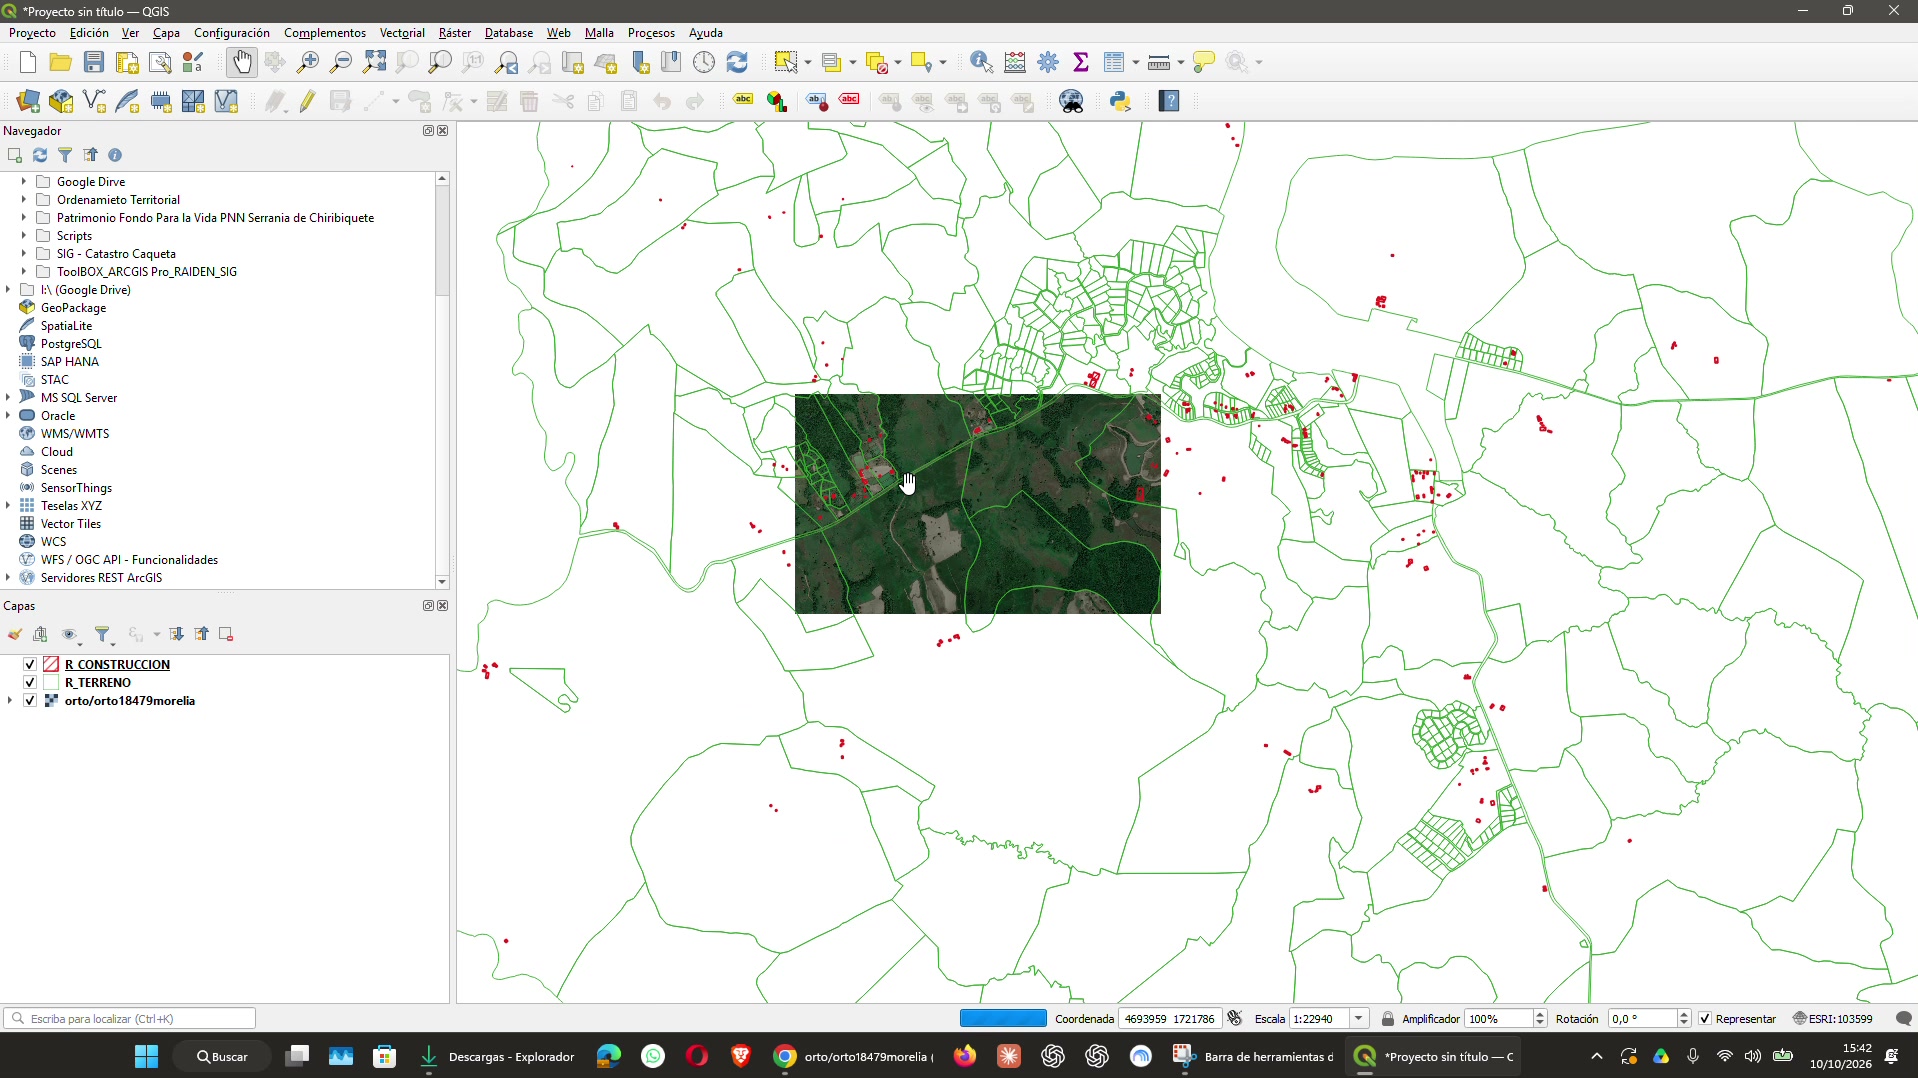 *Proyecto sin título — QGIS
Proyecto Edición Ver Capa Configuración Complementos Vectorial Ráster Database Web Malla Procesos Ayuda
Navegador
Google Dirve
Ordenamieto Territorial
Patrimonio Fondo Para la Vida PNN Serrania de Chiribiquete
Scripts
SIG - Catastro Caqueta
ToolBOX_ARCGIS Pro_RAIDEN_SIG
I:\ (Google Drive)
GeoPackage
SpatiaLite
PostgreSQL
SAP HANA
STAC
MS SQL Server
Oracle
WMS/WMTS
Cloud
Scenes
SensorThings
Teselas XYZ
Vector Tiles
WCS
WFS / OGC API - Funcionalidades
Servidores REST ArcGIS
Capas
R_CONSTRUCCION
R_TERRENO
orto/orto18479morelia
Escriba para localizar (Ctrl+K) Coordenada 4693959 1721786 Escala 1:22940 Amplificador 100% Rotación 0,0 ° Representar ESRI:103599
Buscar Descargas - Explorador orto/orto18479morelia ( Barra de herramientas d *Proyecto sin título — C 15:42
10/10/2026